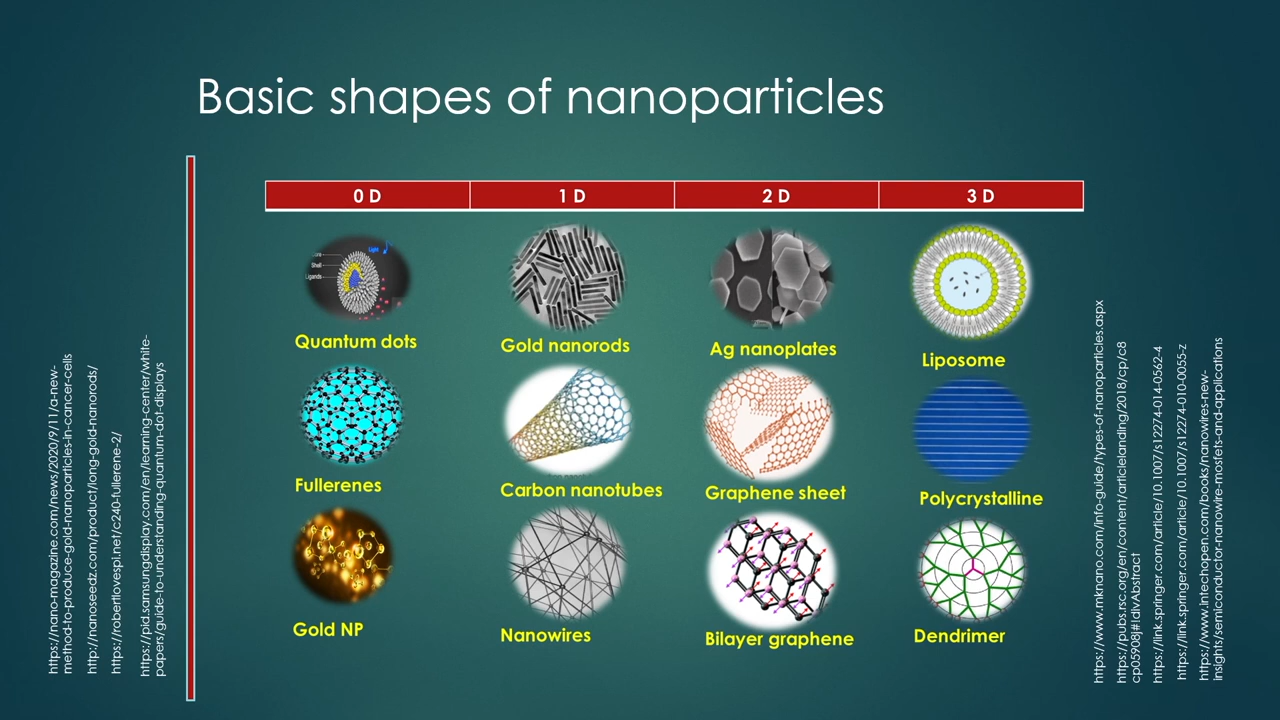 Basic shapes of nanoparticles
0 D
1 D
2 D
3 D
Light
Shell
Ligands
Quantum dots
Gold nanorods
Ag nanoplates
Liposome
Fullerenes
Carbon nanotubes
Graphene sheet
Polycrystalline
Gold NP
Nanowires
Bilayer graphene
Dendrimer
https://nano-magazine.com/news/2020/9/11/a-new-
method-to-produce-gold-nanoparticles-in-cancer-cells
http://nanoseedz.com/product/long-gold-nanorods/
https://robertlovespi.net/c240-fullerene-2/
https://pid.samsungdisplay.com/en/learning-center/white-
papers/guide-to-understanding-quantum-dot-displays
https://www.mknano.com/info-guide/types-of-nanoparticles.aspx
https://pubs.rsc.org/en/content/articlelanding/2018/cp/c8
cp05908j#!divAbstract
https://link.springer.com/article/10.1007/s12274-014-0562-4
https://link.springer.com/article/10.1007/s12274-010-0055-z
https://www.intechopen.com/books/nanowires-new-
insights/semiconductor-nanowire-mosfets-and-applications